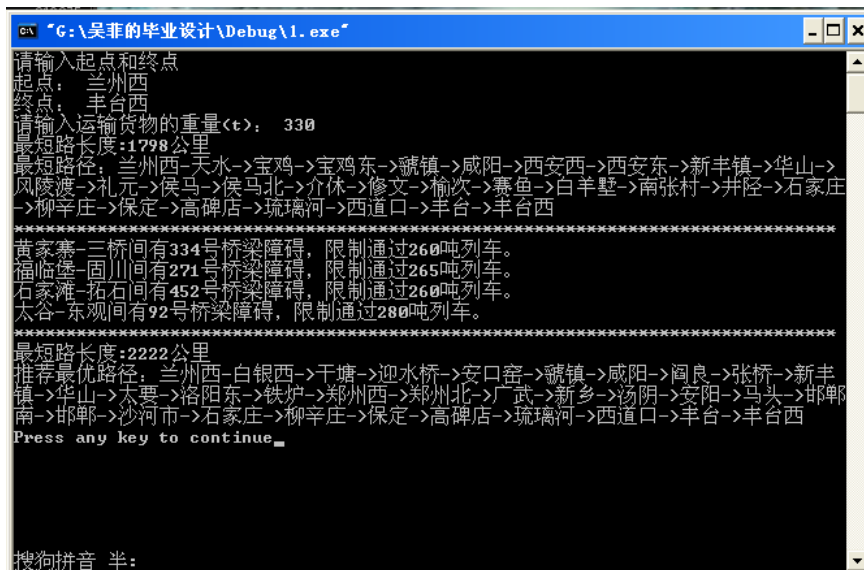 "G:\吴菲的毕业设计\Debug\1.exe"
请输入起点和终点
起点: 兰州西
终点: 丰台西
请输入运输货物的重量<t>: 330
最短路长度:1798公里
最短路径: 兰州西-天水->宝鸡->宝鸡东->虢镇->咸阳->西安西->西安东->新丰镇->华山->
风陵渡->礼元->侯马->侯马北->介休->修文->榆次->赛鱼->白羊墅->南张村->井陉->石家庄
->柳辛庄->保定->高碑店->琉璃河->西道口->丰台->丰台西
******************************************************************************
黄家寨-三桥间有334号桥梁障碍, 限制通过260吨列车。
福临堡-固川间有271号桥梁障碍, 限制通过265吨列车。
石家滩-拓石间有452号桥梁障碍, 限制通过260吨列车。
太谷-东观间有92号桥梁障碍, 限制通过280吨列车。
******************************************************************************
最短路长度:2222公里
推荐最优路径: 兰州西-白银西->干塘->迎水桥->安口窑->虢镇->咸阳->阎良->张桥->新丰
镇->华山->太要->洛阳东->铁炉->郑州西->郑州北->广武->新乡->汤阴->安阳->马头->邯郸
南->邯郸->沙河市->石家庄->柳辛庄->保定->高碑店->琉璃河->西道口->丰台->丰台西
Press any key to continue_
搜狗拼音 半: